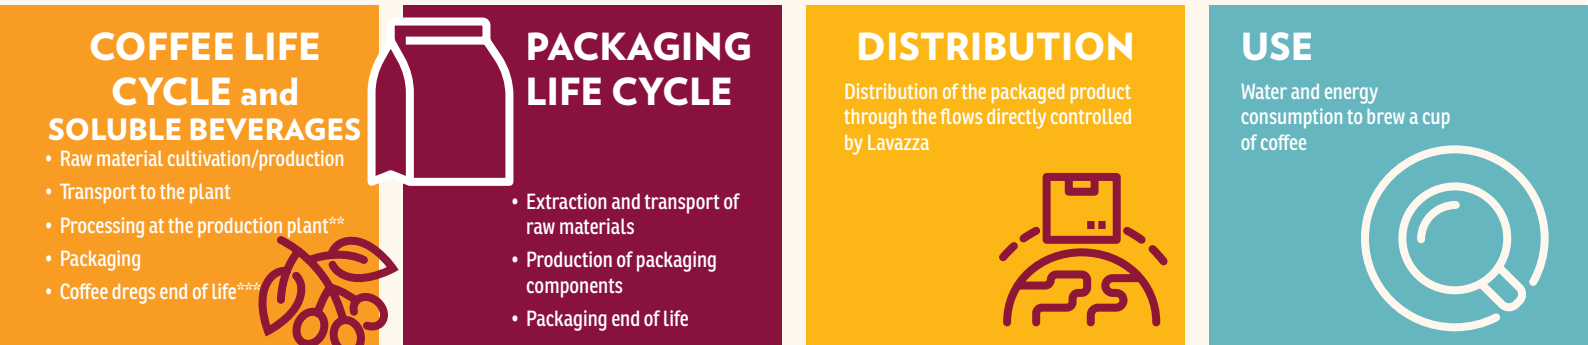 COFFEE LIFE
CYCLE and
SOLUBLE BEVERAGES
• Raw material cultivation/production
• Transport to the plant
• Processing at the production plant**
• Packaging
• Coffee dregs end of life***
PACKAGING
LIFE CYCLE
• Extraction and transport of
raw materials
• Production of packaging
components
• Packaging end of life
DISTRIBUTION
Distribution of the packaged product
through the flows directly controlled
by Lavazza
USE
Water and energy
consumption to brew a cup
of coffee